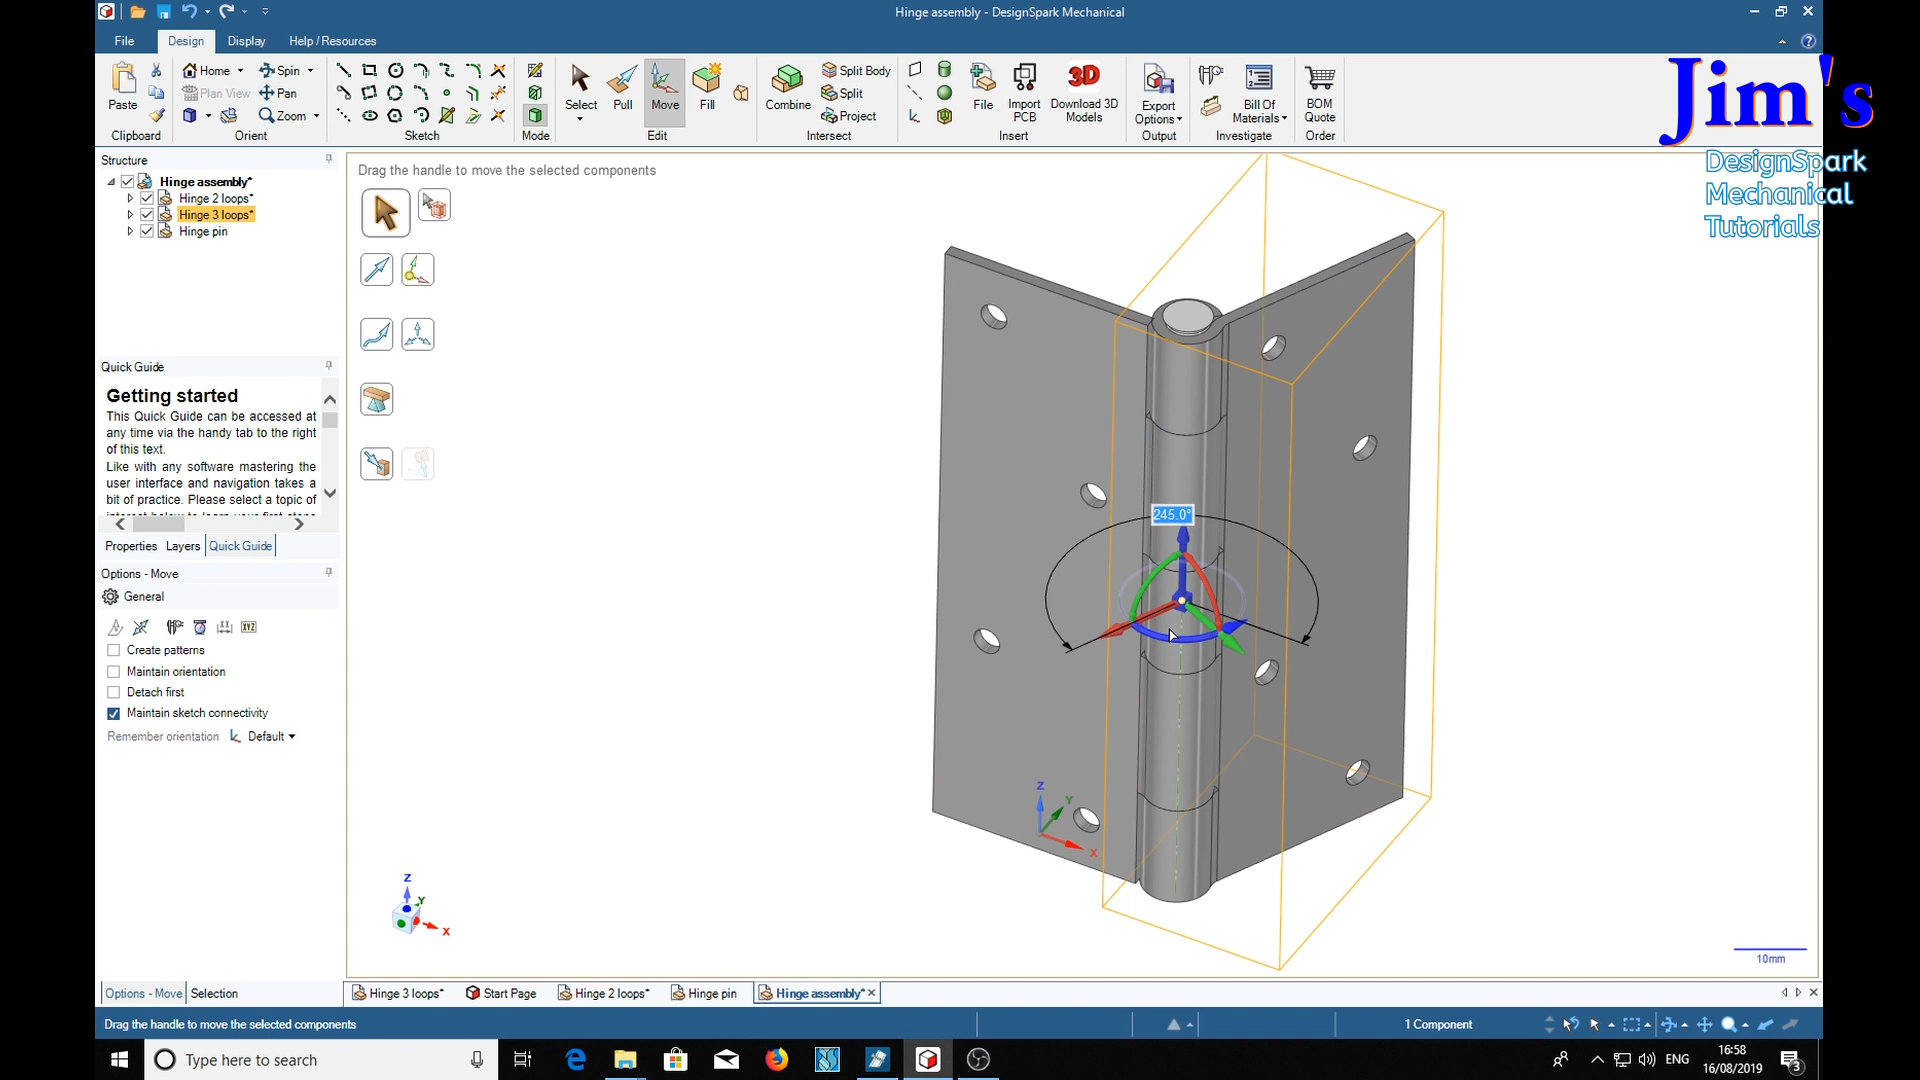 Hinge assembly - DesignSpark Mechanical
File Design Display Help / Resources
Paste
Clipboard
Home
Plan View
Spin
Pan
Zoom
Orient
Sketch
Mode
Select
Pull
Move
Fill
Edit
Combine
Split Body
Split
Project
Intersect
File
Import PCB
Download 3D Models
Insert
Export Options
Output
Bill Of Materials
Investigate
BOM Quote
Order
Jim's
DesignSpark
Mechanical
Tutorials
Structure
Hinge assembly*
Hinge 2 loops*
Hinge 3 loops*
Hinge pin
Drag the handle to move the selected components
Quick Guide
Getting started
This Quick Guide can be accessed at
any time via the handy tab to the right
of this text.
Like with any software mastering the
user interface and navigation takes a
bit of practice. Please select a topic of
Properties Layers Quick Guide
Options - Move
General
XYZ
Create patterns
Maintain orientation
Detach first
Maintain sketch connectivity
Remember orientation Default
245.0°
Z
Y
X
Z
Y
X
10mm
Options - Move Selection
Hinge 3 loops* Start Page Hinge 2 loops* Hinge pin Hinge assembly*
Drag the handle to move the selected components
1 Component
Type here to search
ENG
16:58
16/08/2019
3